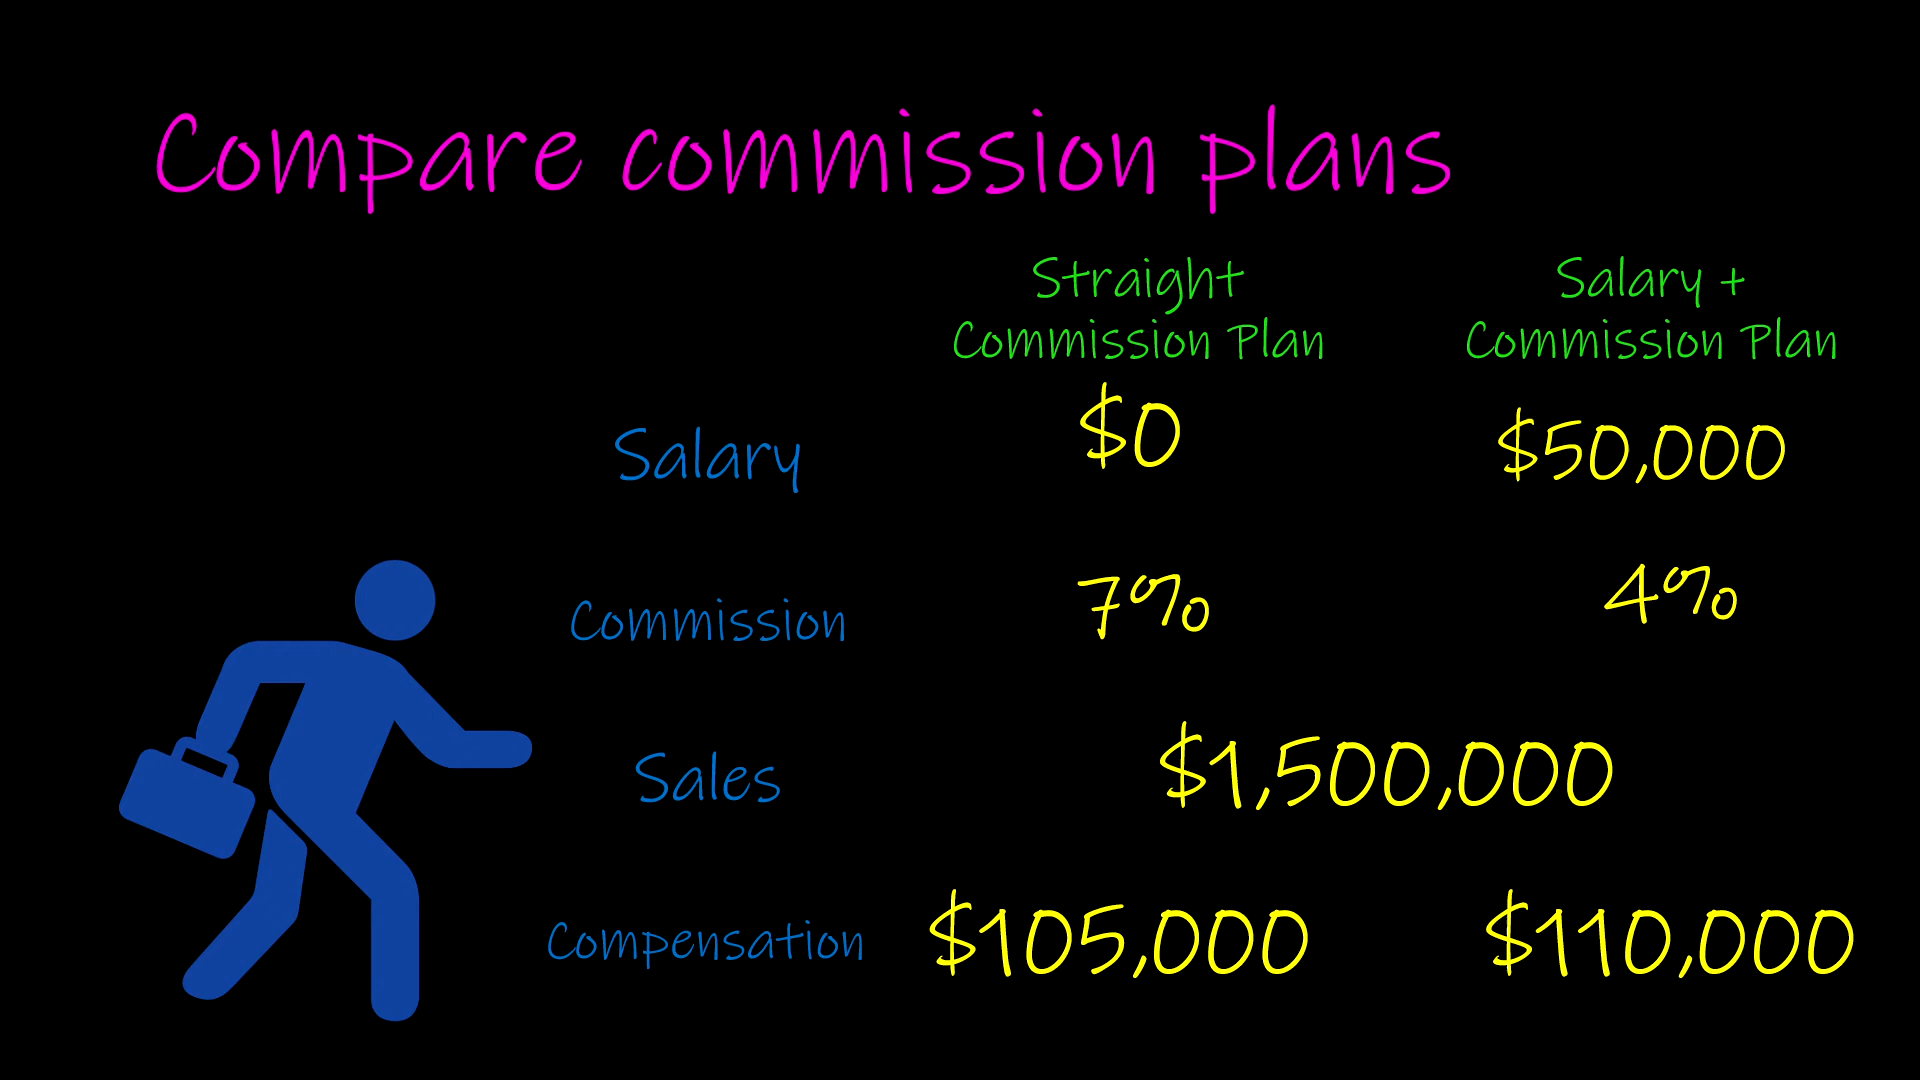 Compare commission plans
Straight
Commission Plan
Salary +
Commission Plan
Salary
$0
$50,000
Commission
7%
4%
Sales
$1,500,000
Compensation
$105,000
$110,000